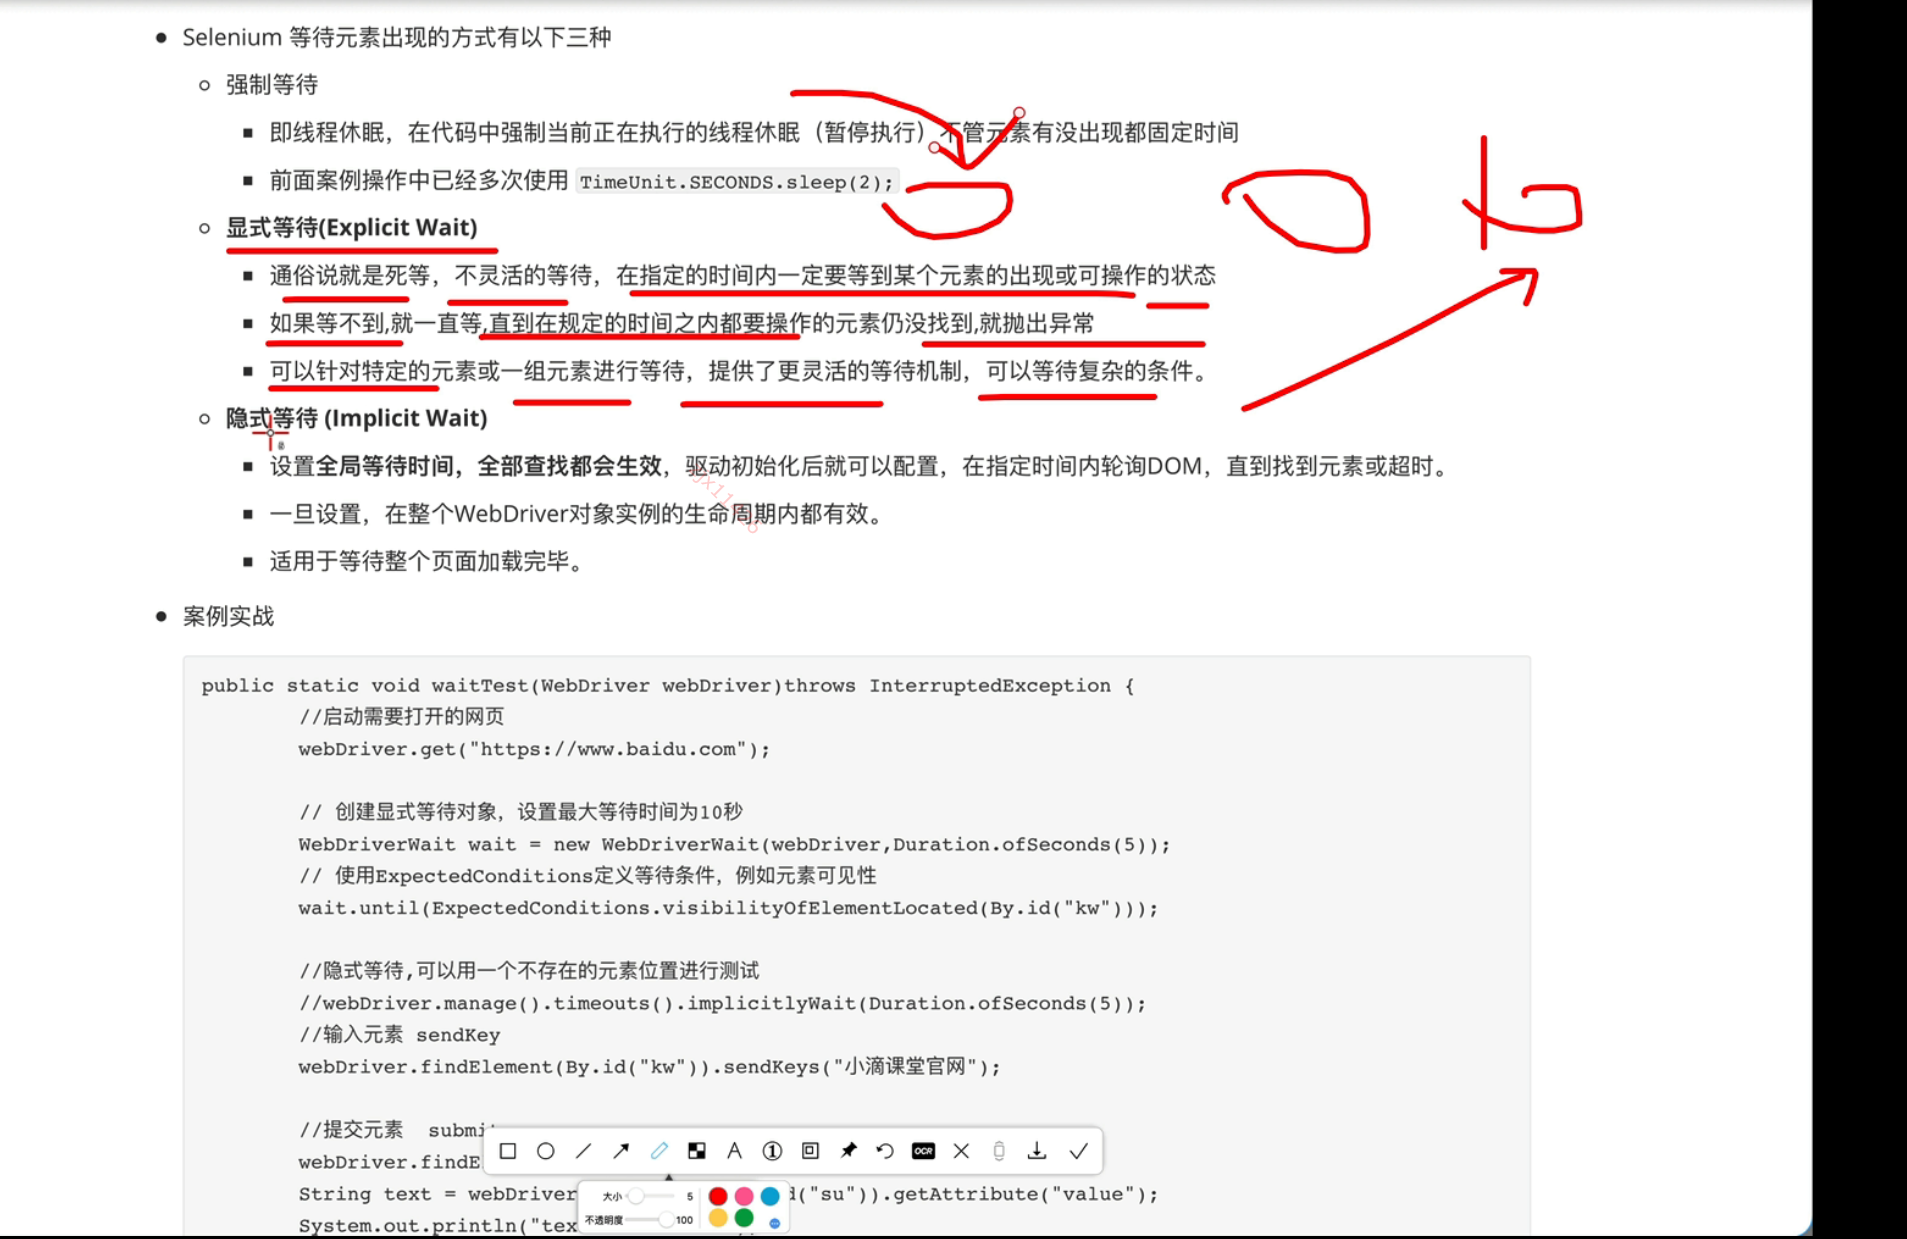 Selenium 等待元素出现的方式有以下三种
强制等待
即线程休眠，在代码中强制当前正在执行的线程休眠（暂停执行）不管元素有没出现都固定时间
前面案例操作中已经多次使用 TimeUnit.SECONDS.sleep(2);
显式等待(Explicit Wait)
通俗说就是死等，不灵活的等待，在指定的时间内一定要等到某个元素的出现或可操作的状态
如果等不到,就一直等,直到在规定的时间之内都要操作的元素仍没找到,就抛出异常
可以针对特定的元素或一组元素进行等待，提供了更灵活的等待机制，可以等待复杂的条件。
隐式等待 (Implicit Wait)
设置全局等待时间，全部查找都会生效，驱动初始化后就可以配置，在指定时间内轮询DOM，直到找到元素或超时。
一旦设置，在整个WebDriver对象实例的生命周期内都有效。
适用于等待整个页面加载完毕。
案例实战
public static void waitTest(WebDriver webDriver)throws InterruptedException {
//启动需要打开的网页
webDriver.get("https://www.baidu.com");
// 创建显式等待对象，设置最大等待时间为10秒
WebDriverWait wait = new WebDriverWait(webDriver,Duration.ofSeconds(5));
// 使用ExpectedConditions定义等待条件，例如元素可见性
wait.until(ExpectedConditions.visibilityOfElementLocated(By.id("kw")));
//隐式等待,可以用一个不存在的元素位置进行测试
//webDriver.manage().timeouts().implicitlyWait(Duration.ofSeconds(5));
//输入元素 sendKey
webDriver.findElement(By.id("kw")).sendKeys("小滴课堂官网");
//提交元素 submi
webDriver.findE
String text = webDriver d("su")).getAttribute("value");
System.out.println("tex
A ① OCR
大小 5
不透明度 100